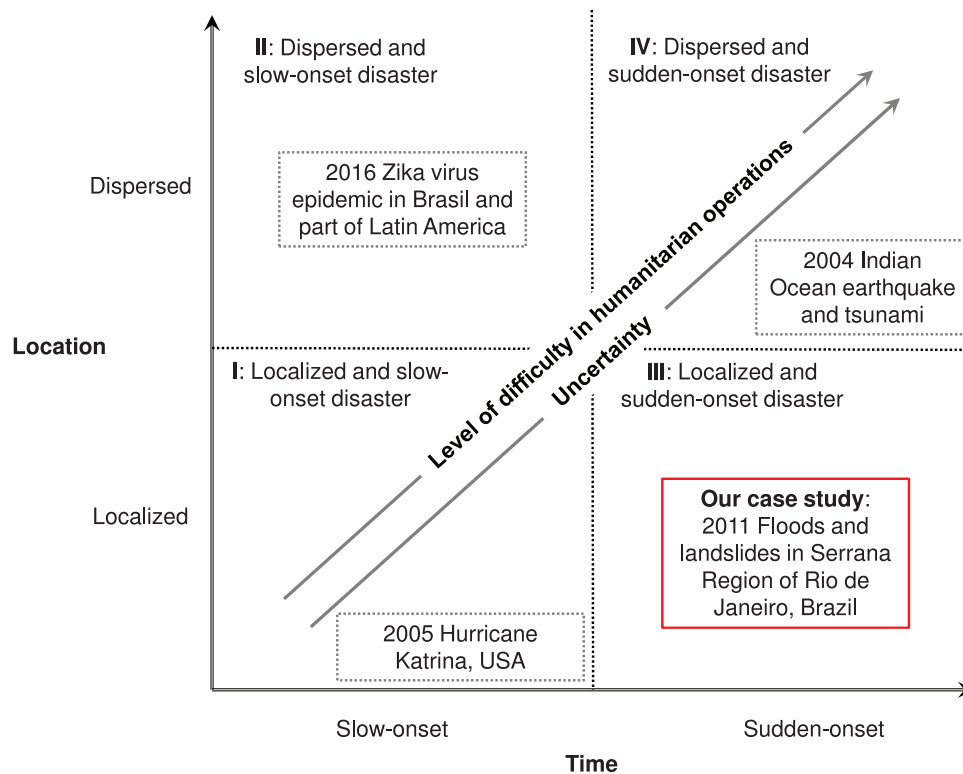 II: Dispersed and
slow-onset disaster
IV: Dispersed and
sudden-onset disaster
Dispersed
2016 Zika virus
epidemic in Brasil and
part of Latin America
Level of difficulty in humanitarian operations
2004 Indian
Ocean earthquake
and tsunami
Location
Uncertainty
I: Localized and slow-
onset disaster
III: Localized and
sudden-onset disaster
Localized
Our case study:
2011 Floods and
landslides in Serrana
Region of Rio de
Janeiro, Brazil
2005 Hurricane
Katrina, USA
Slow-onset
Sudden-onset
Time